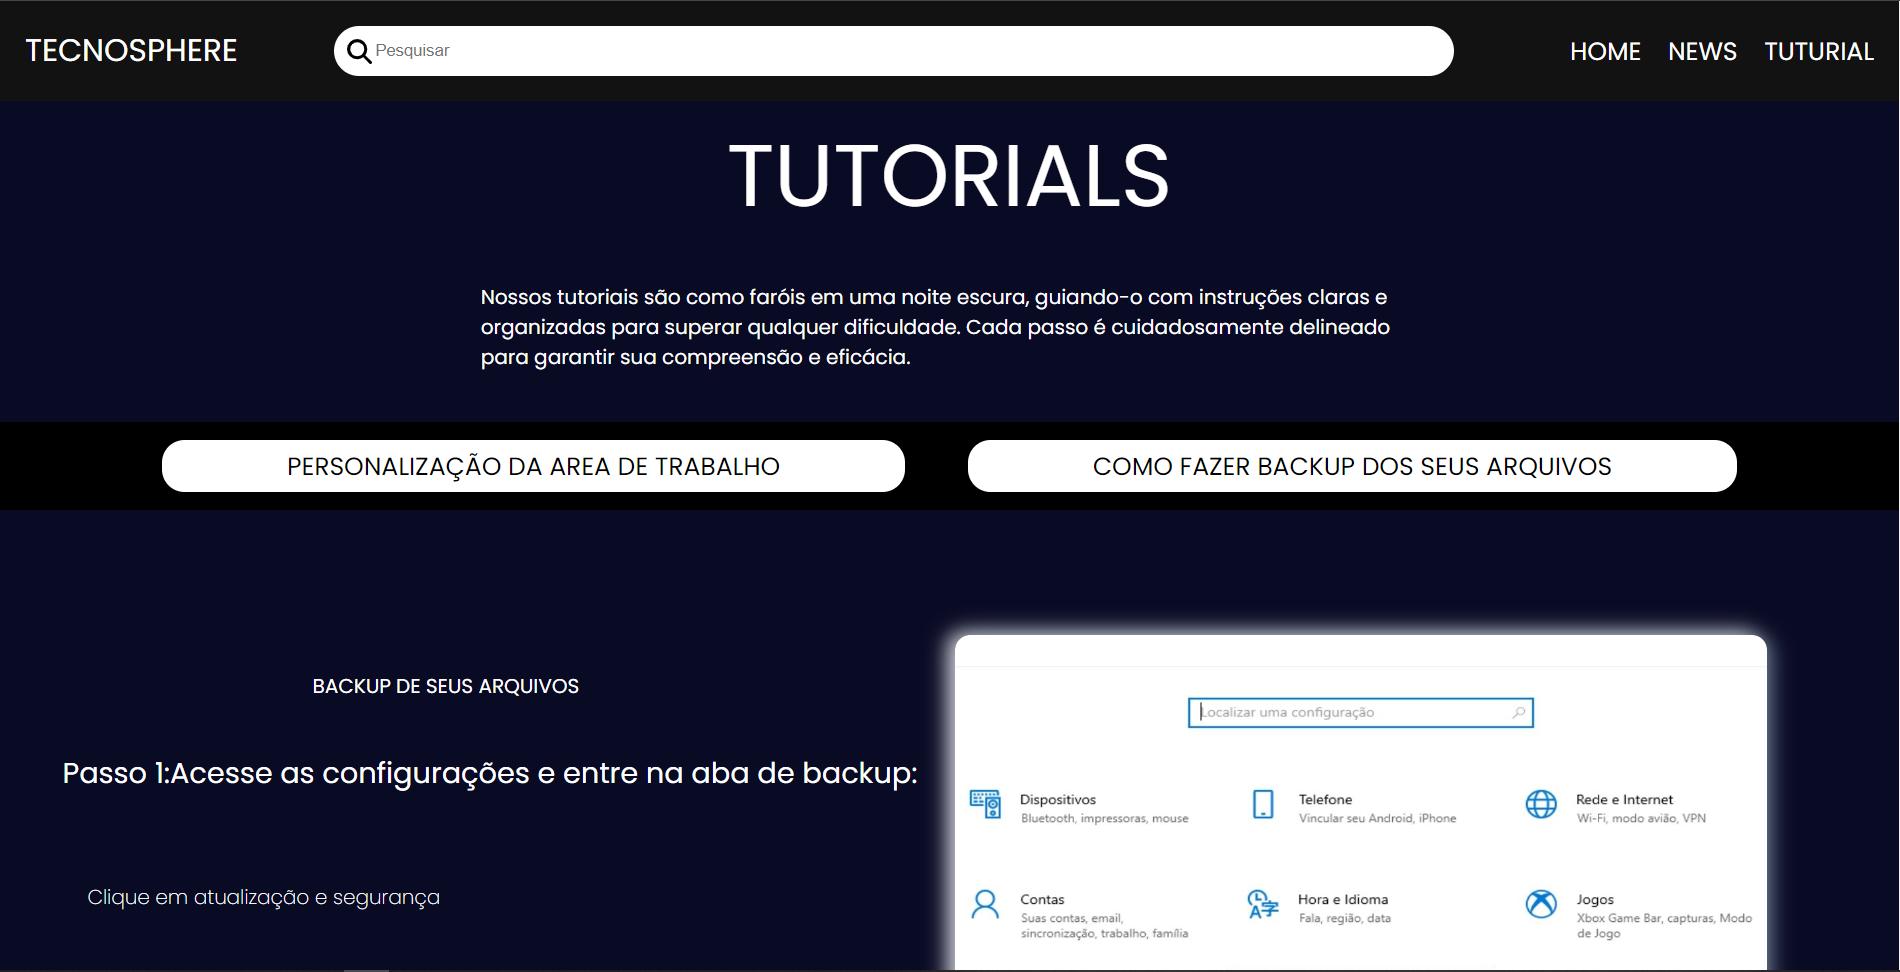 TECNOSPHERE
Pesquisar
HOME NEWS TUTURIAL
TUTORIALS
Nossos tutoriais são como faróis em uma noite escura, guiando-o com instruções claras e
organizadas para superar qualquer dificuldade. Cada passo é cuidadosamente delineado
para garantir sua compreensão e eficácia.
PERSONALIZAÇÃO DA AREA DE TRABALHO
COMO FAZER BACKUP DOS SEUS ARQUIVOS
BACKUP DE SEUS ARQUIVOS
Passo 1:Acesse as configurações e entre na aba de backup:
Clique em atualização e segurança
Localizar uma configuração
Dispositivos
Bluetooth, impressoras, mouse
Telefone
Vincular seu Android, iPhone
Rede e Internet
Wi-Fi, modo avião, VPN
Contas
Suas contas, email,
sincronização, trabalho, família
Hora e Idioma
Fala, região, data
Jogos
Xbox Game Bar, capturas, Modo
de Jogo